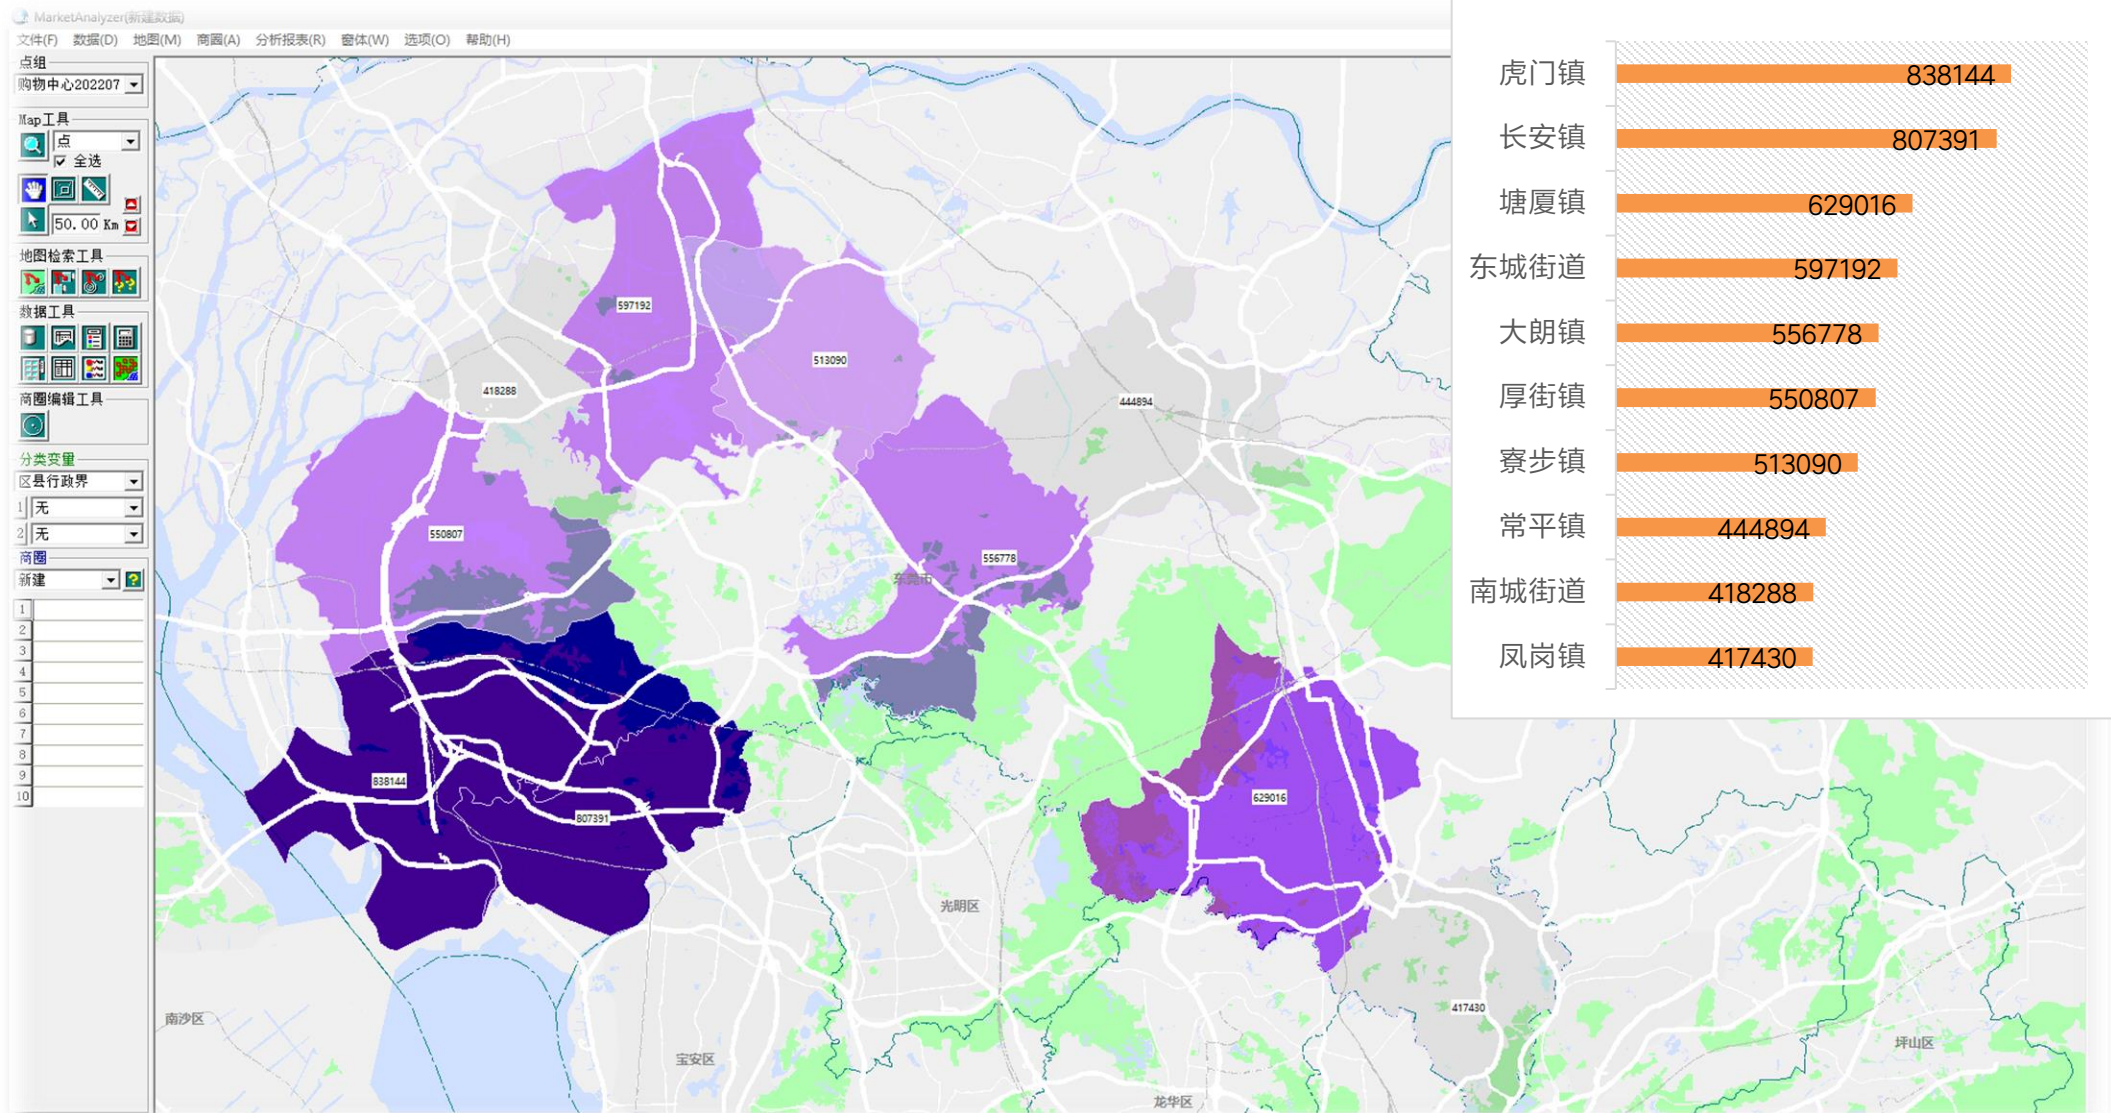 MarketAnalyzer(新建数据)
文件(F) 数据(D) 地图(M) 商圈(A) 分析报表(R) 窗体(W) 选项(O) 帮助(H)
点组
购物中心202207
Map工具
点
全选
50.00 Km
地图检索工具
数据工具
商圈编辑工具
分类变量
区县行政界
1 无
2 无
商圈
新建
1
2
3
4
5
6
7
8
9
10
597192
513090
418288
444894
550807
556778
东莞市
838144
807391
629016
光明区
417430
南沙区
宝安区
龙华区
坪山区
虎门镇 838144
长安镇 807391
塘厦镇 629016
东城街道 597192
大朗镇 556778
厚街镇 550807
寮步镇 513090
常平镇 444894
南城街道 418288
凤岗镇 417430